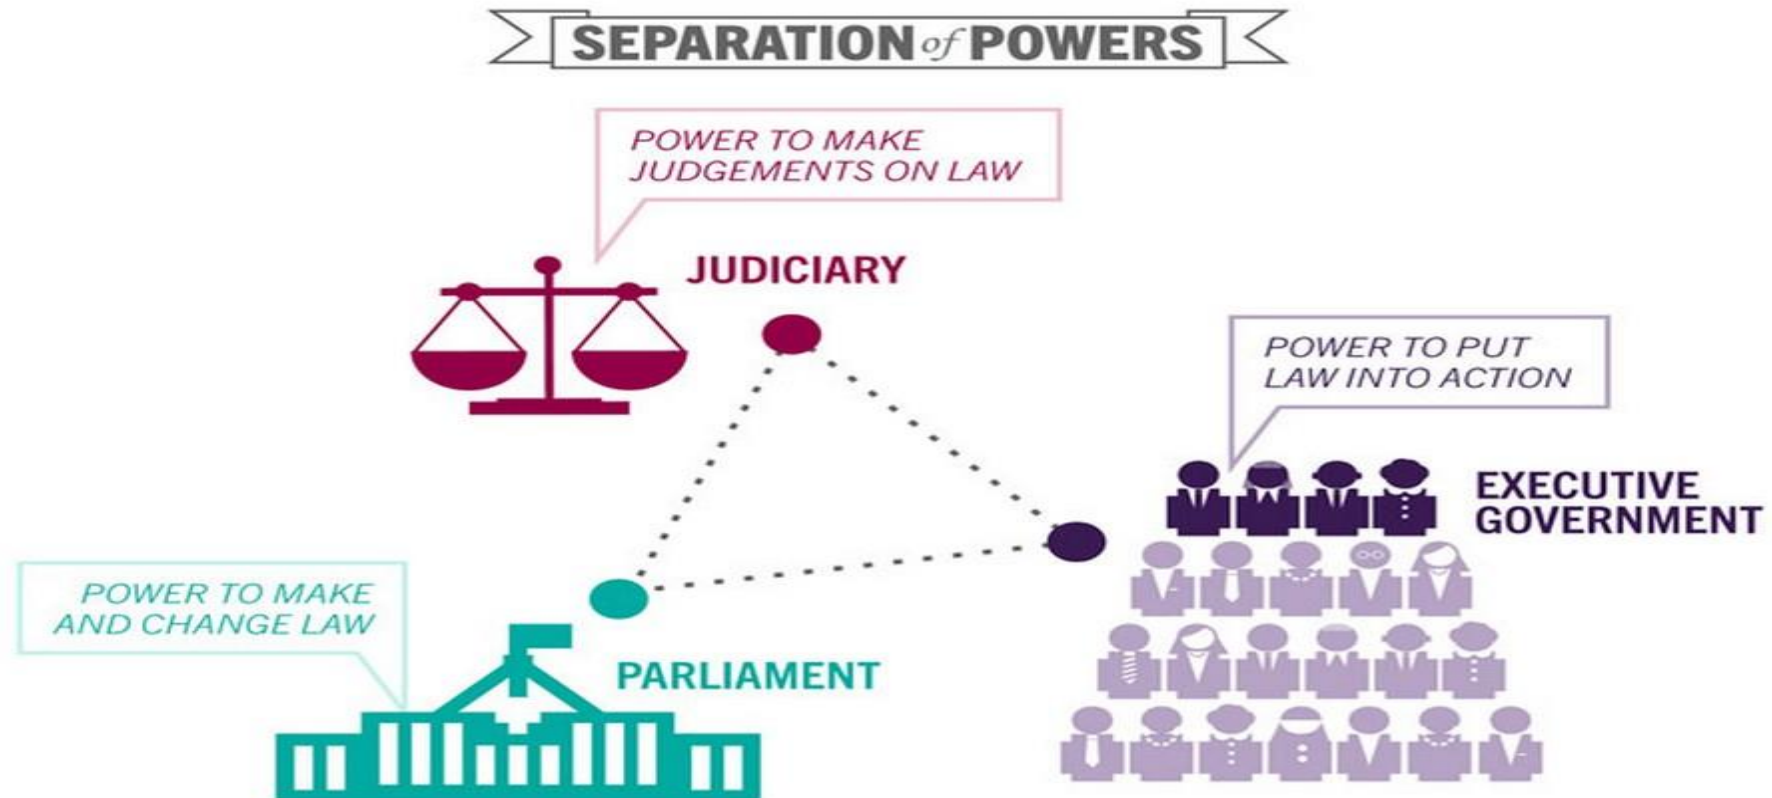 SEPARATION of POWERS
POWER TO MAKE
JUDGEMENTS ON LAW
JUDICIARY
POWER TO PUT
LAW INTO ACTION
EXECUTIVE
GOVERNMENT
POWER TO MAKE
AND CHANGE LAW
PARLIAMENT